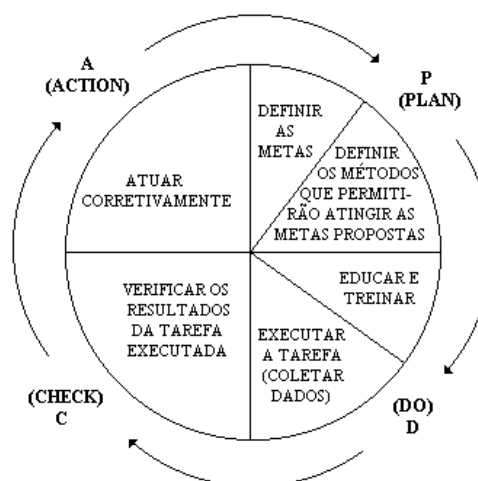 A
(ACTION)
P
(PLAN)
DEFINIR
AS
METAS
DEFINIR
OS MÉTODOS
QUE PERMITI-
RÃO ATINGIR AS
METAS PROPOSTAS
ATUAR
CORRETIVAMENTE
EDUCAR E
TREINAR
VERIFICAR OS
RESULTADOS
DA TAREFA
EXECUTADA
EXECUTAR
A TAREFA
(COLETAR
DADOS)
(CHECK)
C
(DO)
D